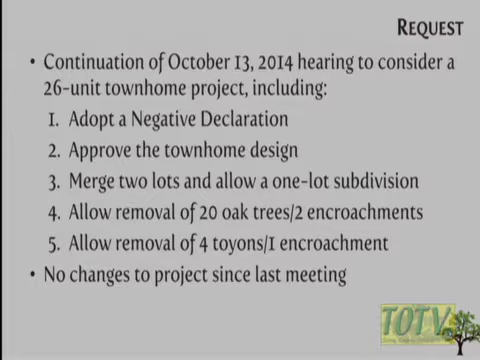 REQUEST
• Continuation of October 13, 2014 hearing to consider a
26-unit townhome project, including:
1. Adopt a Negative Declaration
2. Approve the townhome design
3. Merge two lots and allow a one-lot subdivision
4. Allow removal of 20 oak trees/2 encroachments
5. Allow removal of 4 toyons/1 encroachment
• No changes to project since last meeting
TOTV